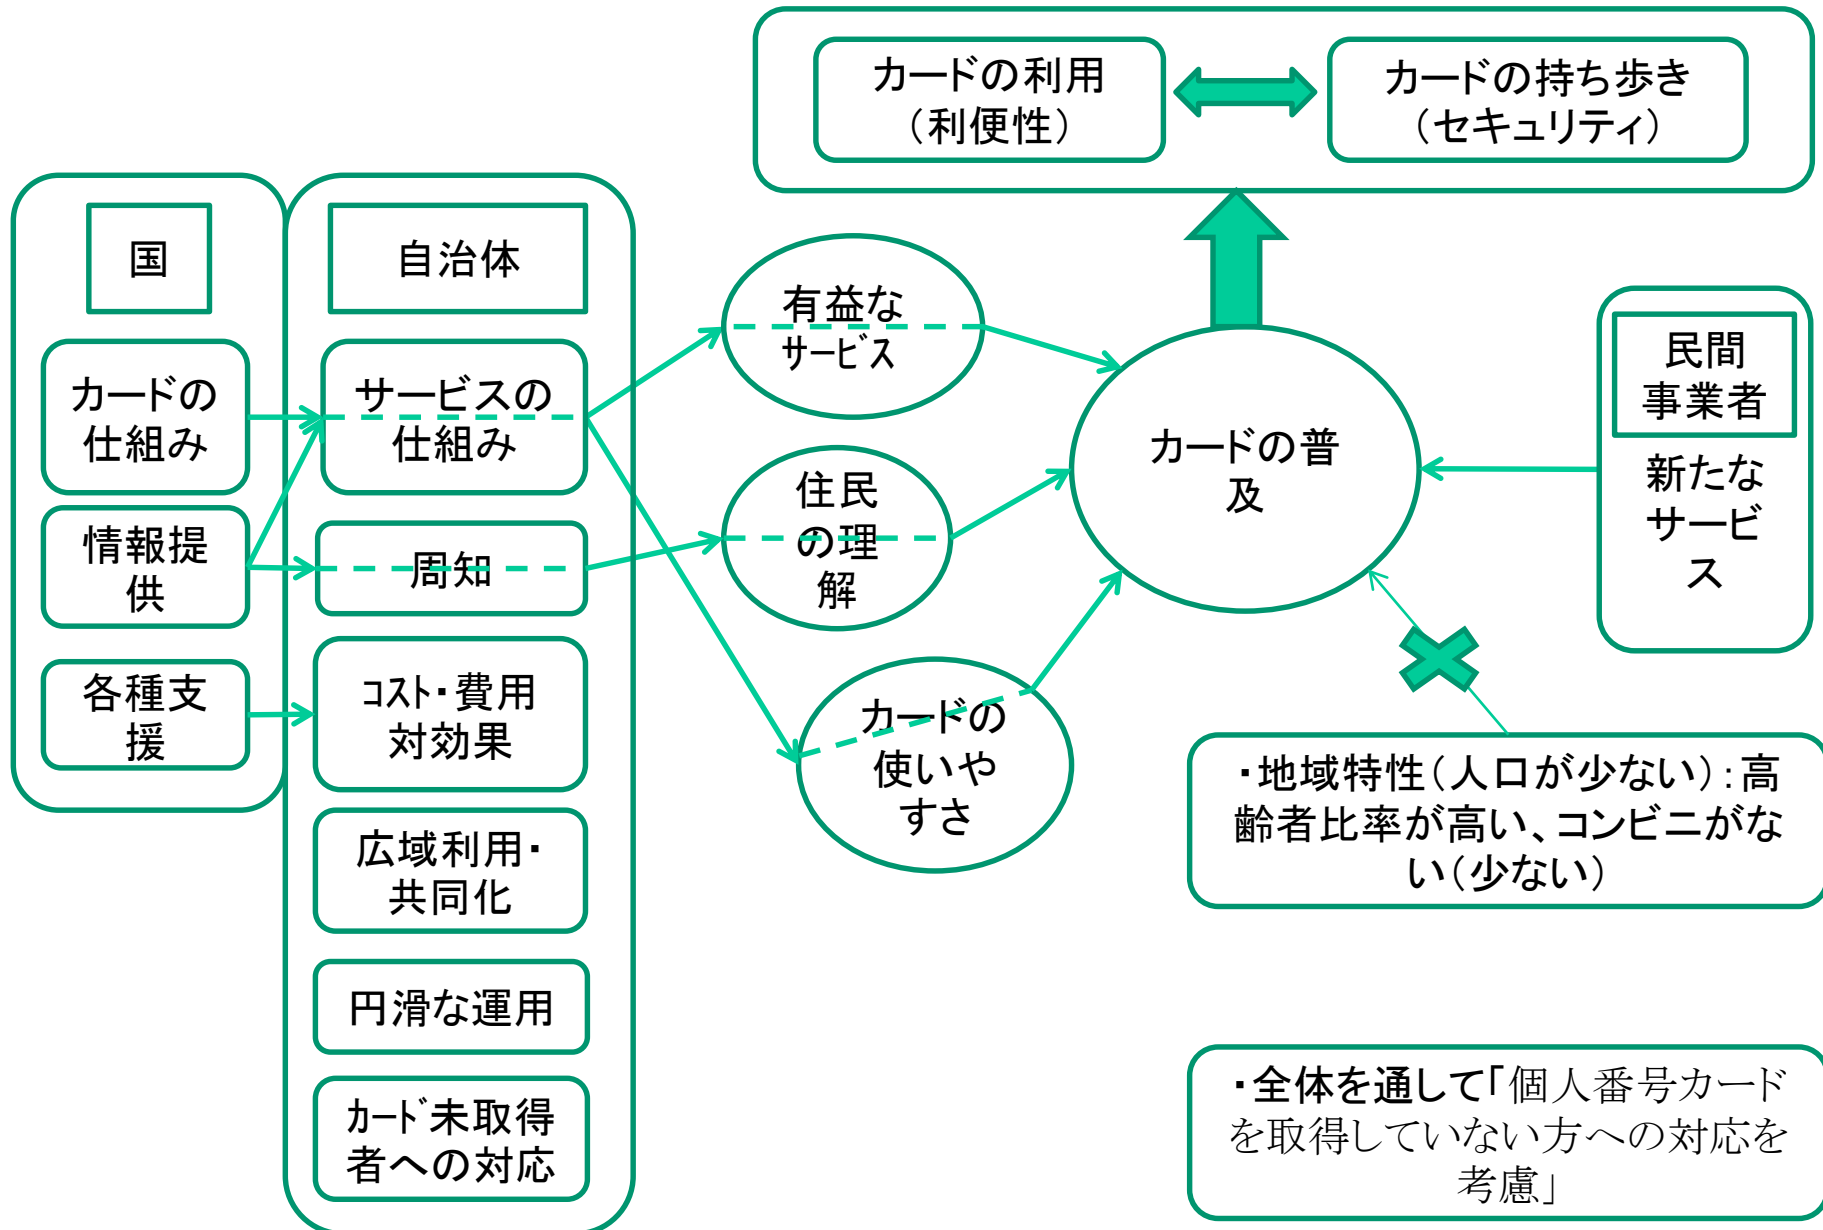 カードの利用
（利便性）
カードの持ち歩き
（セキュリティ）
国
カードの
仕組み
情報提
供
各種支
援
自治体
サービスの
仕組み
周知
ｺｽﾄ・費用
対効果
広域利用・
共同化
円滑な運用
ｶｰﾄﾞ未取得
者への対応
有益な
ｻｰﾋﾞｽ
住民
の理
解
カードの
使いや
すさ
カードの普
及
民間
事業者
新たな
サービ
ス
・地域特性（人口が少ない）：高
齢者比率が高い、コンビニがな
い（少ない）
・全体を通して「個人番号カード
を取得していない方への対応を
考慮」